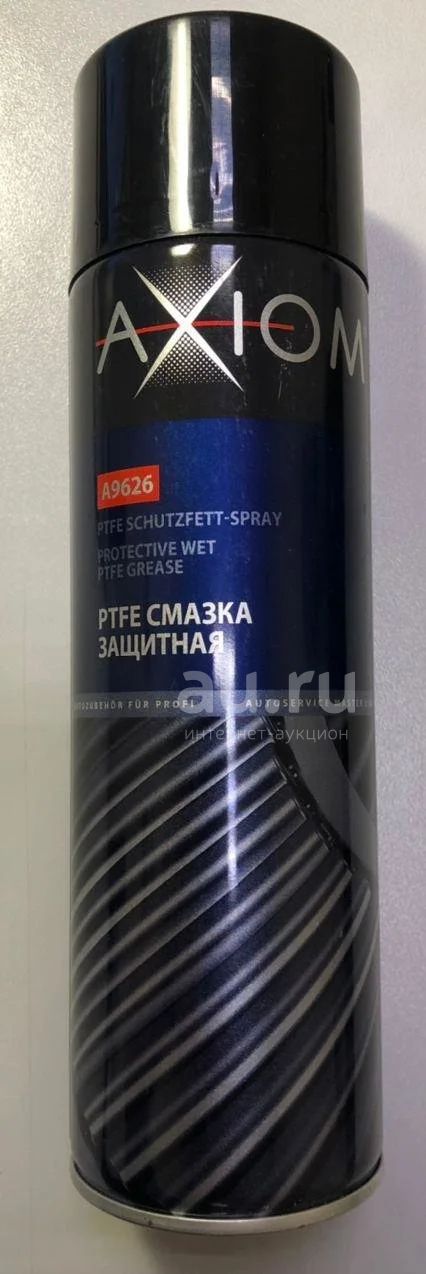 AXIOM
A9626
PTFE SCHUTZFETT-SPRAY
PROTECTIVE WET
PTFE GREASE
PTFE СМАЗКА
ЗАЩИТНАЯ
au.ru
AUTOZUBEHÖR FÜR PROFI AUTOSERVICE
интернет-аукцион